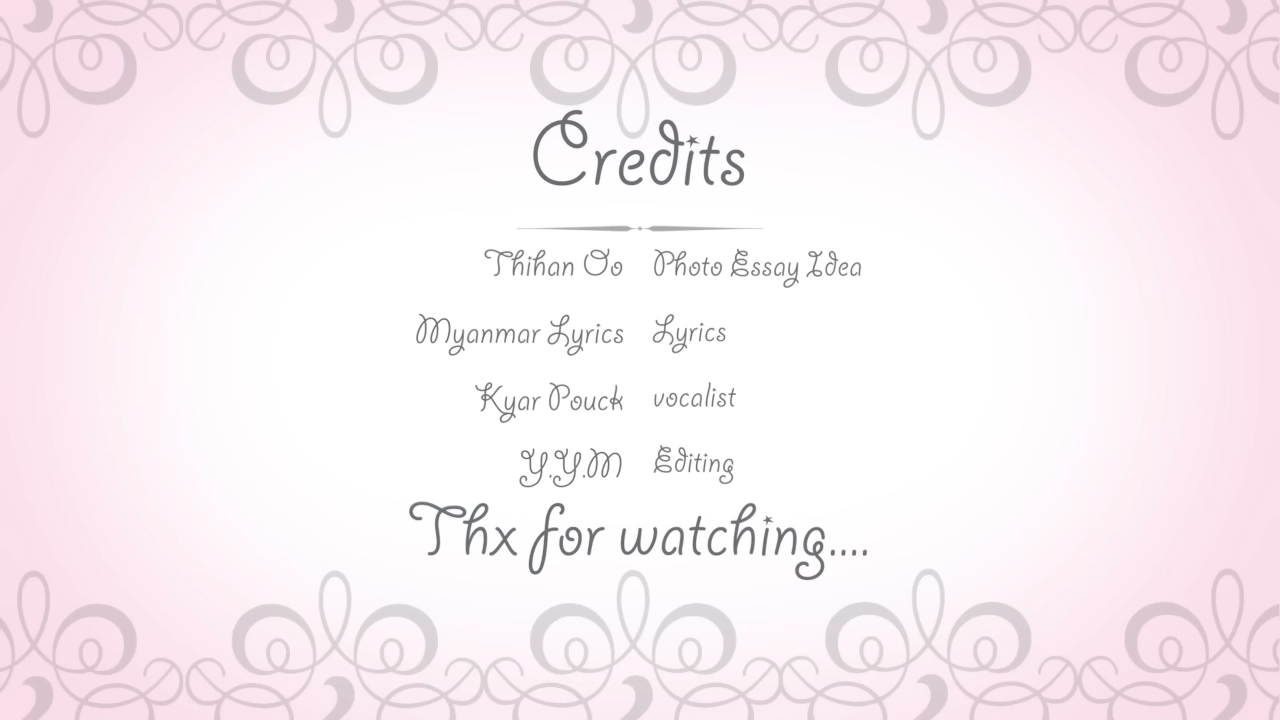 Credits
Thihan Oo Photo Essay Idea
Myanmar Lyrics Lyrics
Kyar Pouck vocalist
Y.Y.M Editing
Thx for watching....